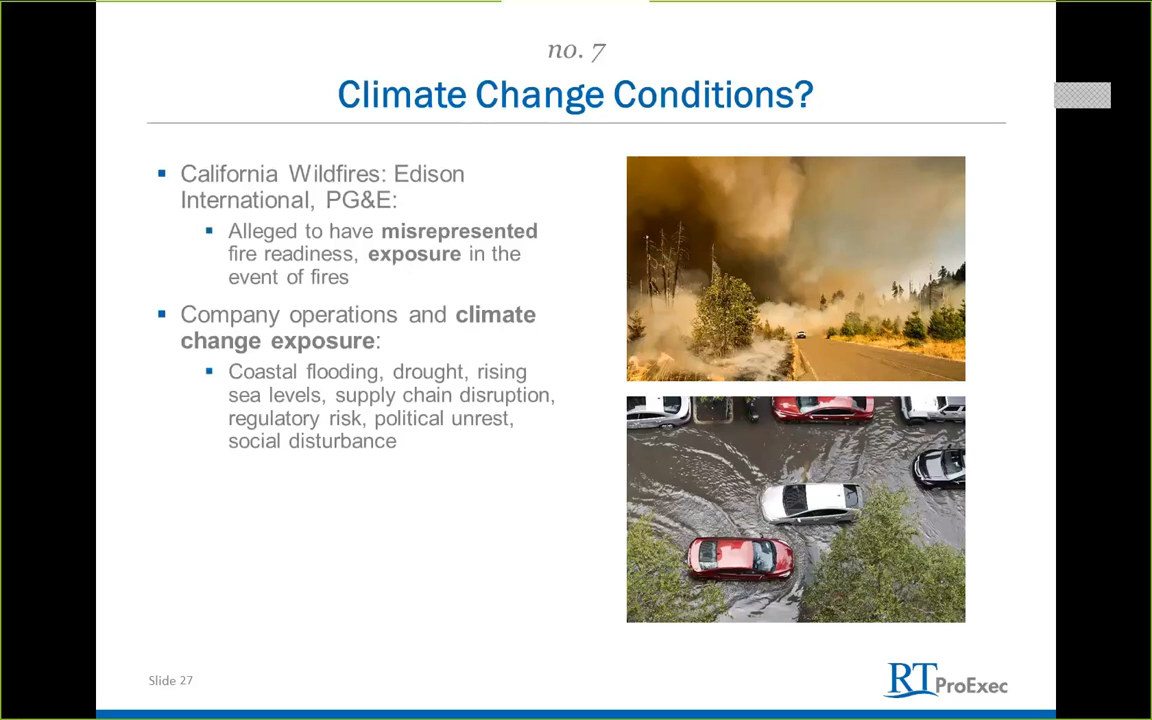 no. 7
Climate Change Conditions?
California Wildfires: Edison
International, PG&E:
Alleged to have misrepresented
fire readiness, exposure in the
event of fires
Company operations and climate
change exposure:
Coastal flooding, drought, rising
sea levels, supply chain disruption,
regulatory risk, political unrest,
social disturbance
Slide 27
RT ProExec